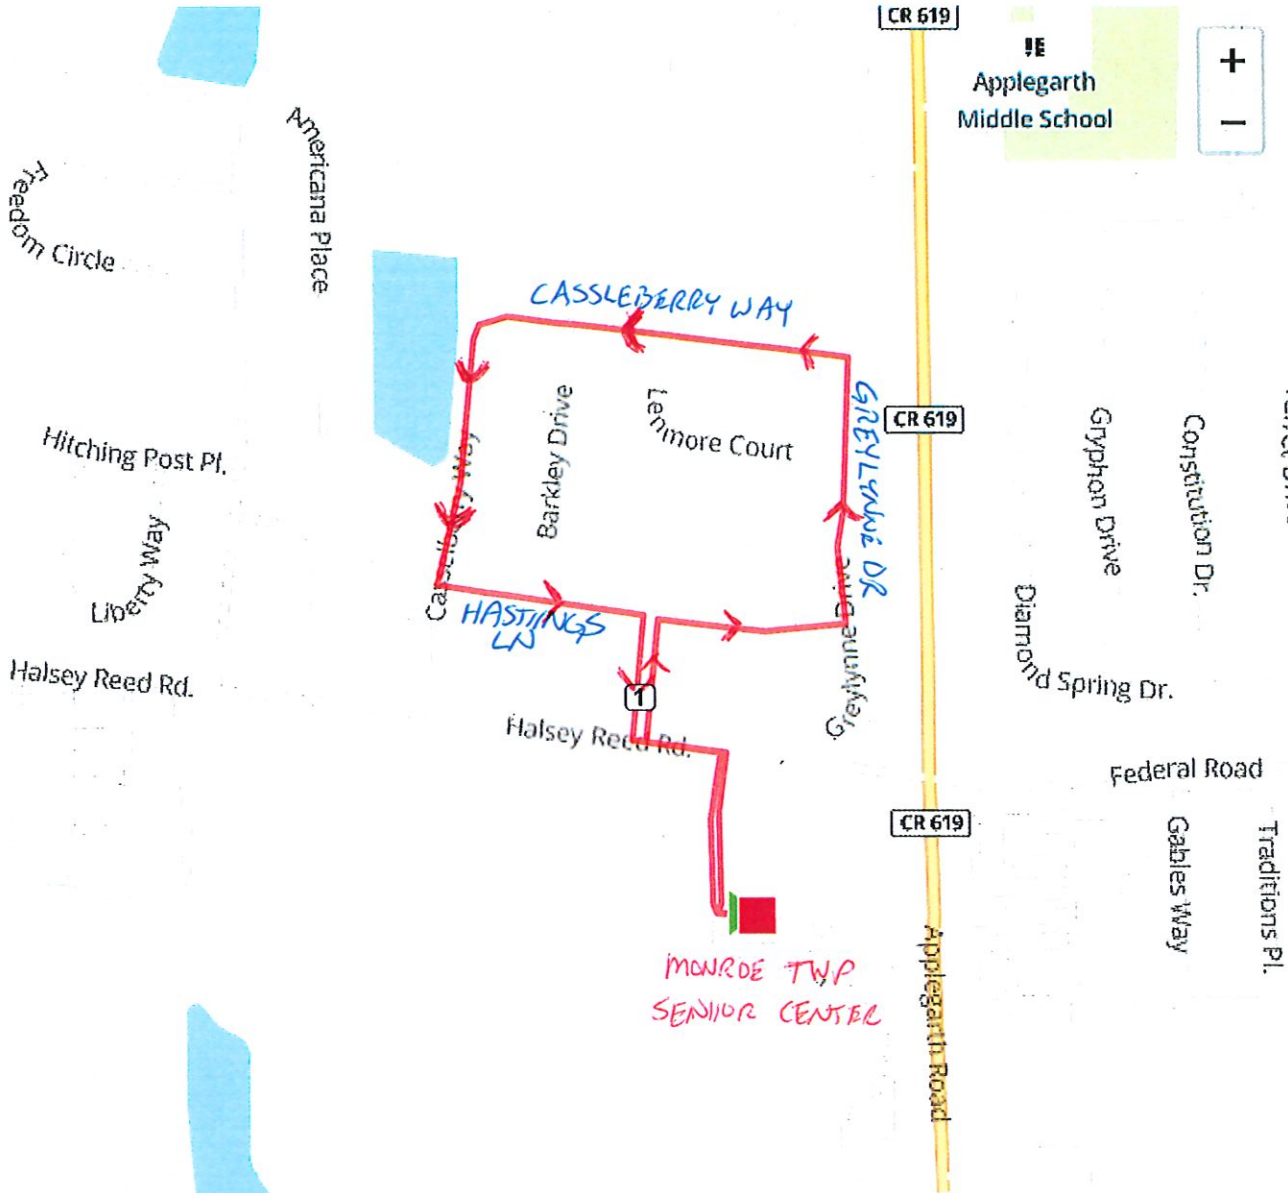 CR 619
Applegarth
Middle School
+
−
Americana Place
Freedom Circle
CASSLEBERRY WAY
Barkley Drive
Lenmore Court
GREYLYNNE DR
CR 619
Hitching Post Pl.
Gryphon Drive
Constitution Dr.
Liberry Way
HASTINGS
LN
Greylynne Drive
Diamond Spring Dr.
Halsey Reed Rd.
1
Halsey Reed Rd.
Federal Road
CR 619
Gables Way
Traditions Pl.
MONROE TWP.
SENIOR CENTER
Applegarth Road